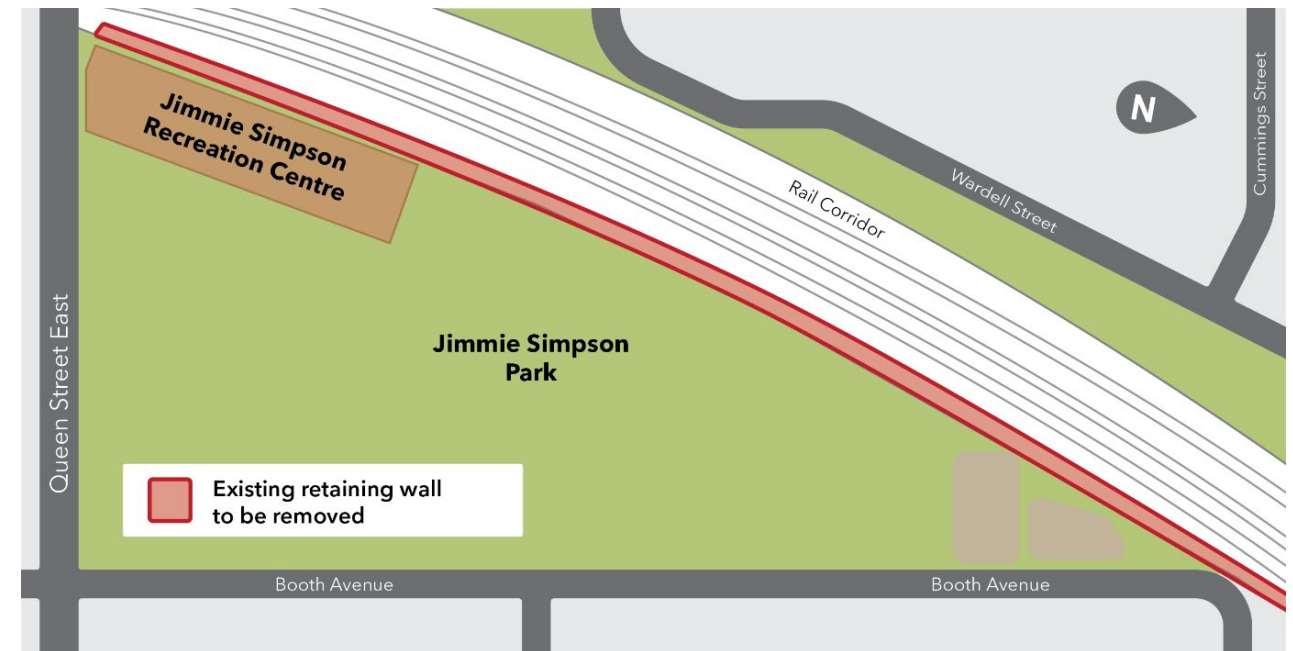 Jimmie Simpson
Recreation Centre
N
Cummings Street
Wardell Street
Rail Corridor
Queen Street East
Jimmie Simpson
Park
Existing retaining wall
to be removed
Booth Avenue
Booth Avenue